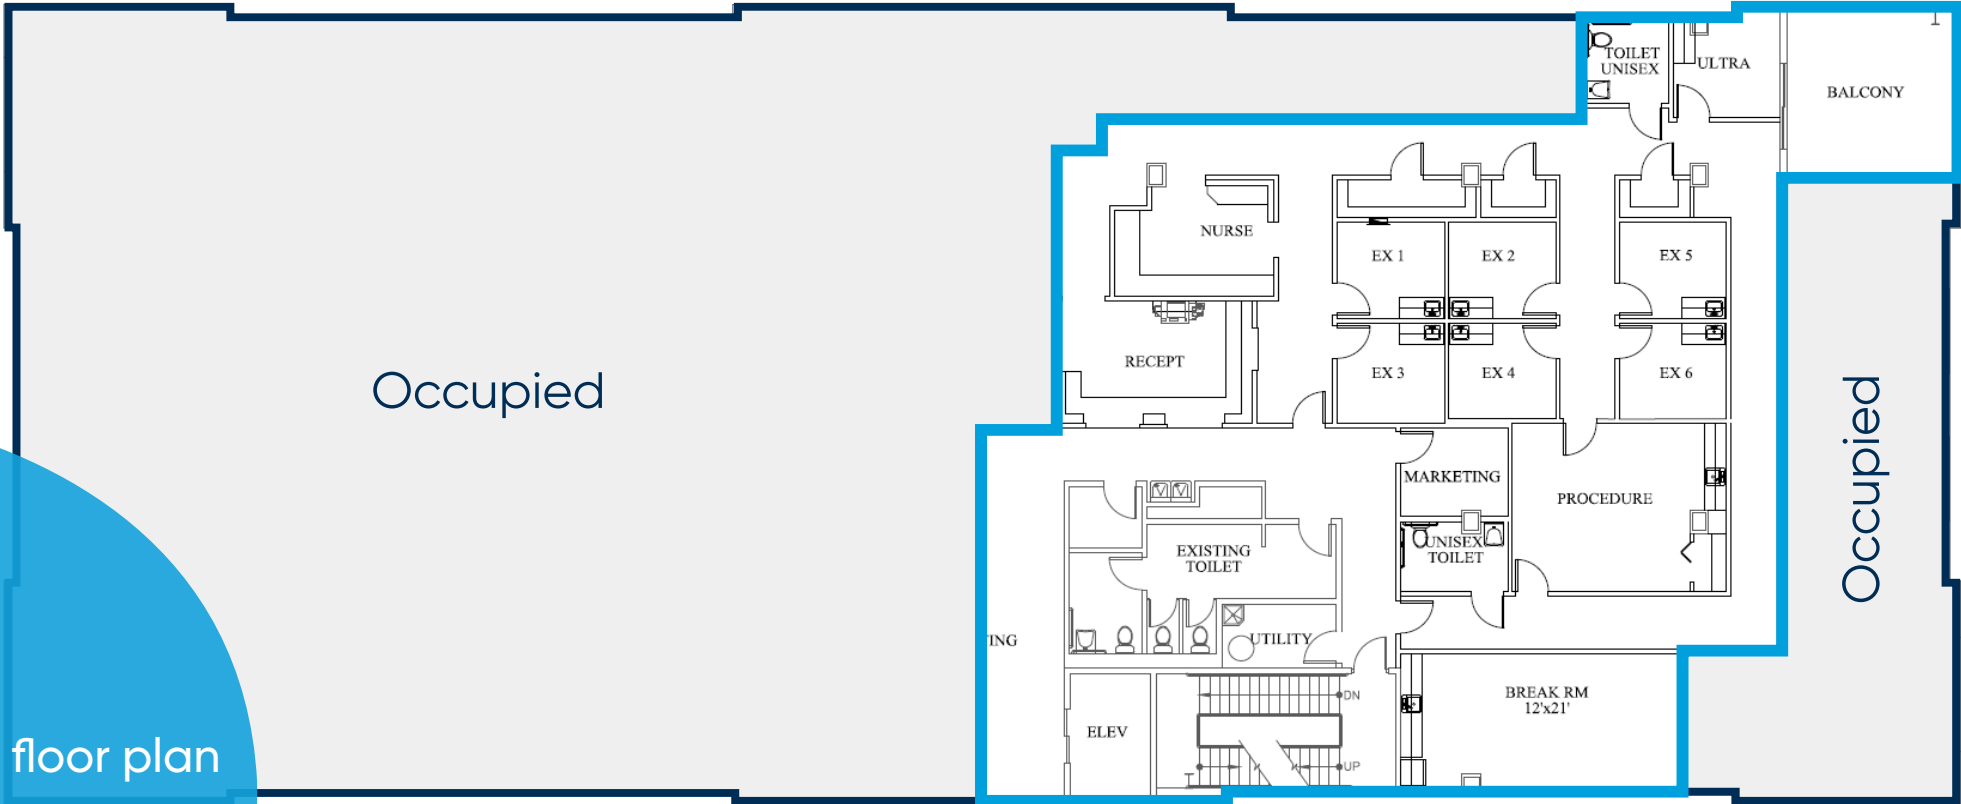 TOILET
UNISEX
ULTRA
BALCONY
NURSE
EX 1
EX 2
EX 5
RECEPT
EX 3
EX 4
EX 6
Occupied
Occupied
MARKETING
PROCEDURE
UNISEX
TOILET
EXISTING
TOILET
ING
UTILITY
BREAK RM
12'x21'
DN
ELEV
UP
floor plan